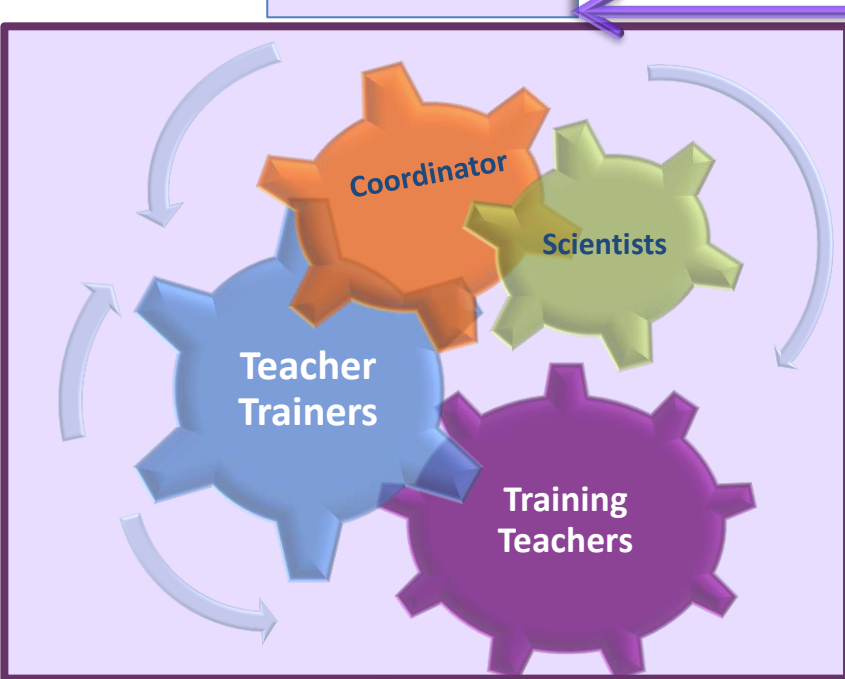 Coordinator
Scientists
Teacher
Trainers
Training
Teachers